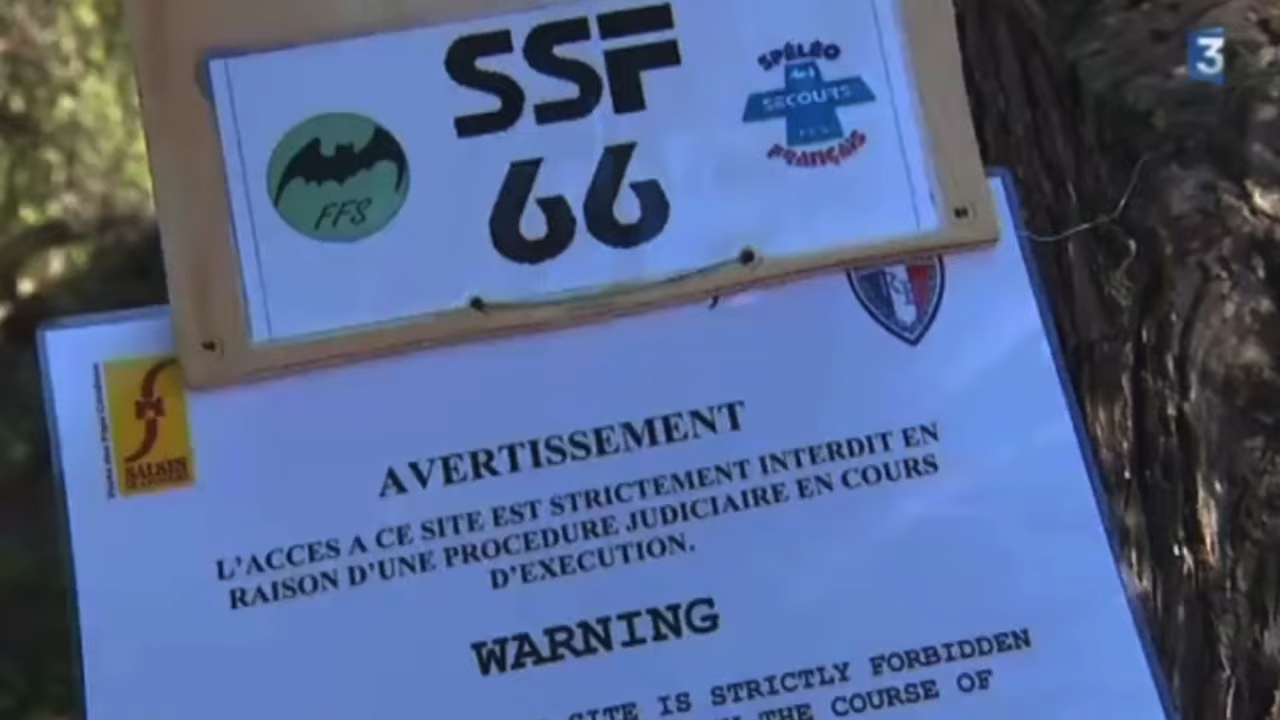 3
SSF
66
FFS
SPÉLÉO
SECOURS
FRANÇAIS
SALSES
AVERTISSEMENT
L'ACCES A CE SITE EST STRICTEMENT INTERDIT EN
RAISON D'UNE PROCEDURE JUDICIAIRE EN COURS
D'EXECUTION.
WARNING
SITE IS STRICTLY FORBIDDEN
THE COURSE OF